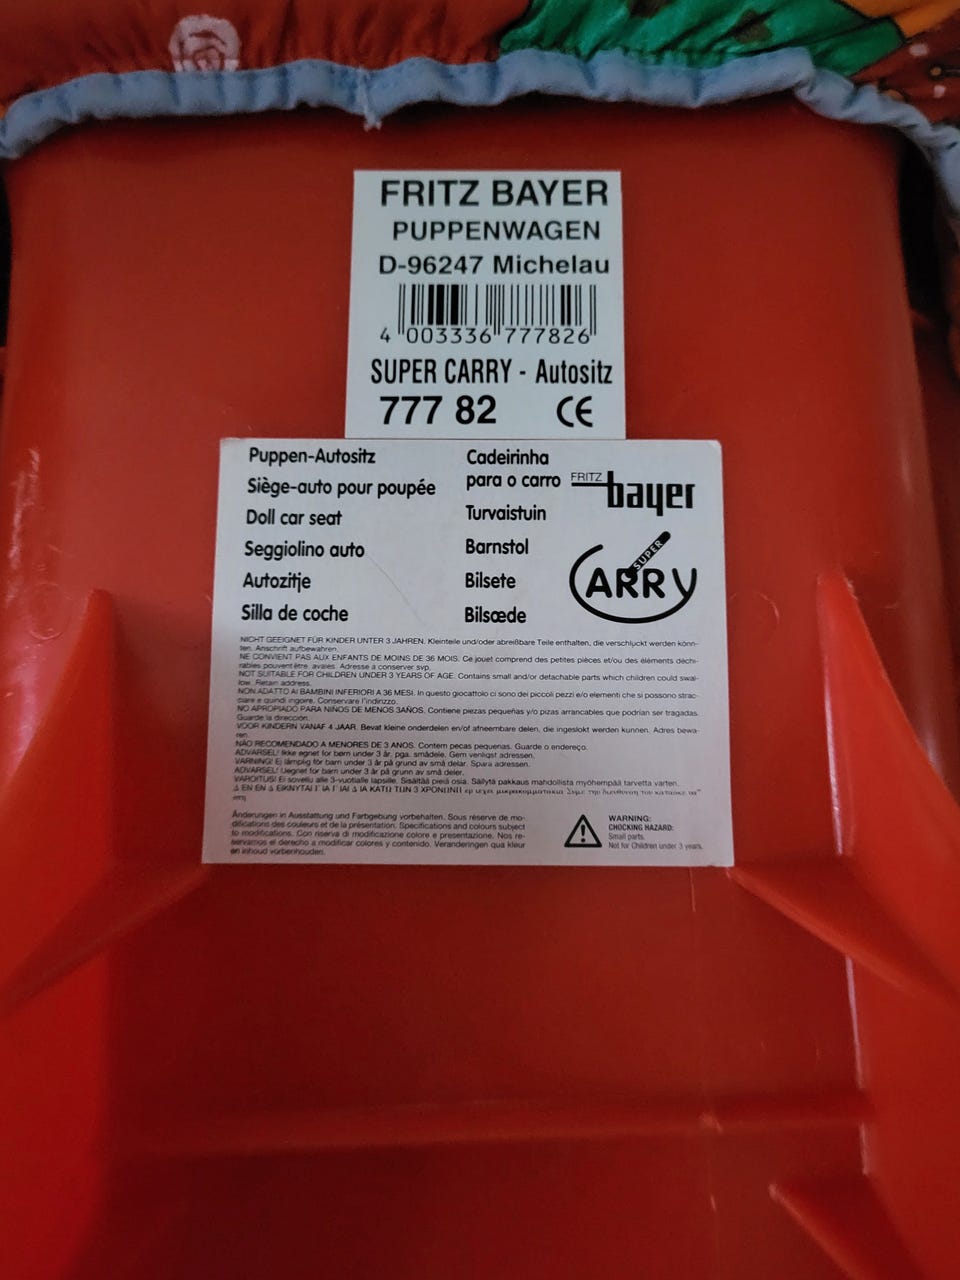 FRITZ BAYER
PUPPENWAGEN
D-96247 Michelau
4 003336 777826
SUPER CARRY - Autositz
777 82 CE
Puppen-Autositz
Siège-auto pour poupée
Doll car seat
Seggiolino auto
Autozitje
Silla de coche
Cadeirinha
para o carro
Turvaistuin
Barnstol
Bilsete
Bilsœde
FRITZ
bayer
SUPER
CARRY
NICHT GEEIGNET FÜR KINDER UNTER 3 JAHREN. Kleinteile und/oder abreißbare Teile enthalten, die verschluckt werden könn-
ten. Anschrift aufbewahren.
NE CONVIENT PAS AUX ENFANTS DE MOINS DE 36 MOIS. Ce jouet comprend des petites pièces et/ou des éléments déchi-
rables pouvent être. avales. Adresse a conserver svp.
NOT SUITABLE FOR CHILDREN UNDER 3 YEARS OF AGE. Contains small and/or detachable parts which children could swal-
low. Retain address.
NON ADATTO AI BAMBINI INFERIORI A 36 MESI. In questo giocattolo ci sono dei piccoli pezzi e/o elementi che si possono strac-
ciare e quindi ingoire. Conservare l'indirizzo.
NO APROPIADO PARA NIÑOS DE MENOS 3AÑOS. Contiene piezas pequeñas y/o pizas arrancables que podrían ser tragadas.
Guarde la dirección.
VOOR KINDERN VANAF 4 JAAR. Bevat kleine onderdelen en/of afneembare delen, die ingeslokt werden kunnen. Adres bewa-
ren.
NÃO RECOMENDADO A MENORES DE 3 ANOS. Contem pecas pequenas. Guarde o endereço.
ADVARSEL! Ikke egnet for børn under 3 år, pga. smådele. Gem venligst adressen.
VARNING! Ej lämplig för barn under 3 år på grund av små delar. Spara adressen.
ADVARSEL! Uegnet for barn under 3 år på grunn av små deler.
VAROITUS! Ei sovellu alle 3-vuotialle lapsille. Sisältää pieiä osia. Säilytä pakkaus mahdollista myöhempää tarvetta varten.
Änderungen in Ausstattung und Farbgebung vorbehalten. Sous réserve de mo-
difications des couleurs et de la présentation. Specifications and colours subject
to modifications. Con riserva di modificazione colore e presentazione. Nos re-
servamos el derecho a modificar colores y contenido. Veranderingen qua kleur
en inhoud vorbenhouden.
WARNING:
CHOCKING HAZARD:
Small parts.
Not for Children under 3 years.